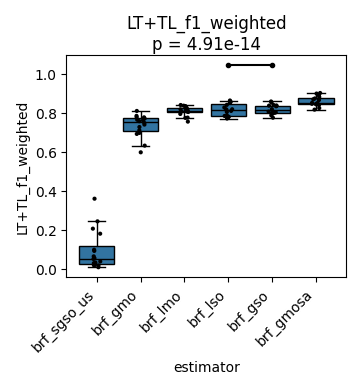 LT+TL_f1_weighted
p = 4.91e-14
LT+TL_f1_weighted
1.0
0.8
0.6
0.4
0.2
0.0
brf_sgso_us
brf_gmo
brf_lmo
brf_lso
brf_gso
brf_gmosa
estimator